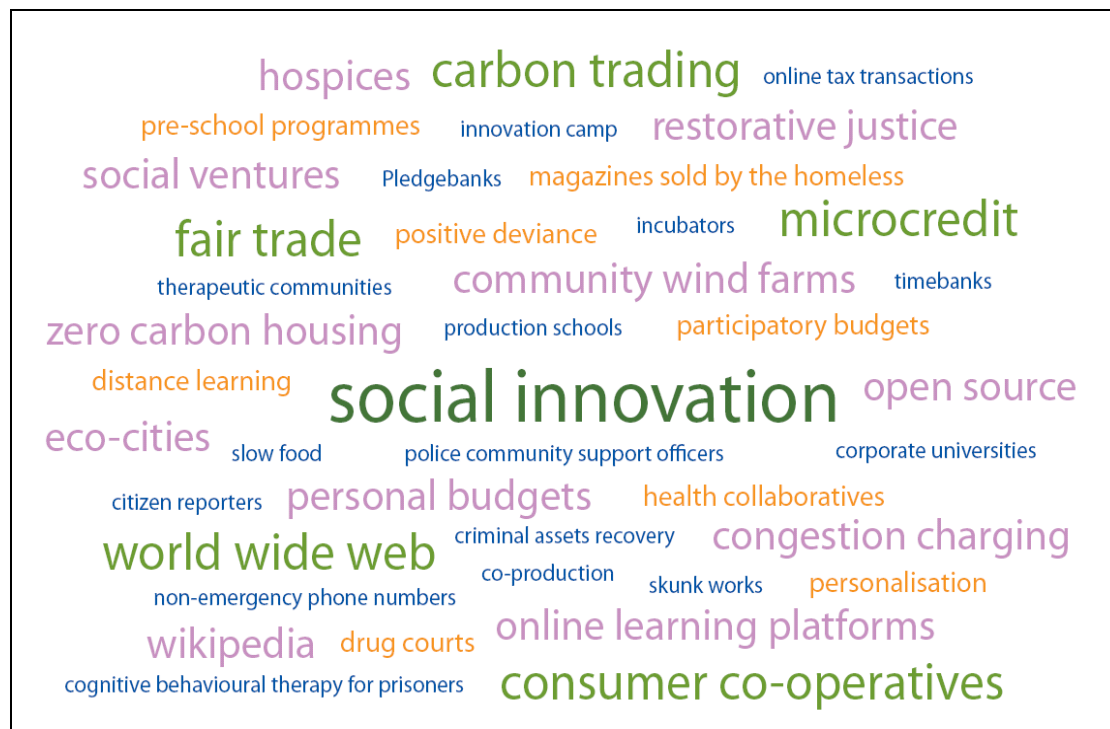 hospices carbon trading online tax transactions
pre-school programmes innovation camp restorative justice
social ventures Pledgebanks magazines sold by the homeless
fair trade positive deviance incubators microcredit
therapeutic communities community wind farms timebanks
zero carbon housing production schools participatory budgets
distance learning social innovation open source
eco-cities slow food police community support officers corporate universities
citizen reporters personal budgets health collaboratives
world wide web criminal assets recovery congestion charging
co-production skunk works personalisation
non-emergency phone numbers
wikipedia drug courts online learning platforms
cognitive behavioural therapy for prisoners consumer co-operatives